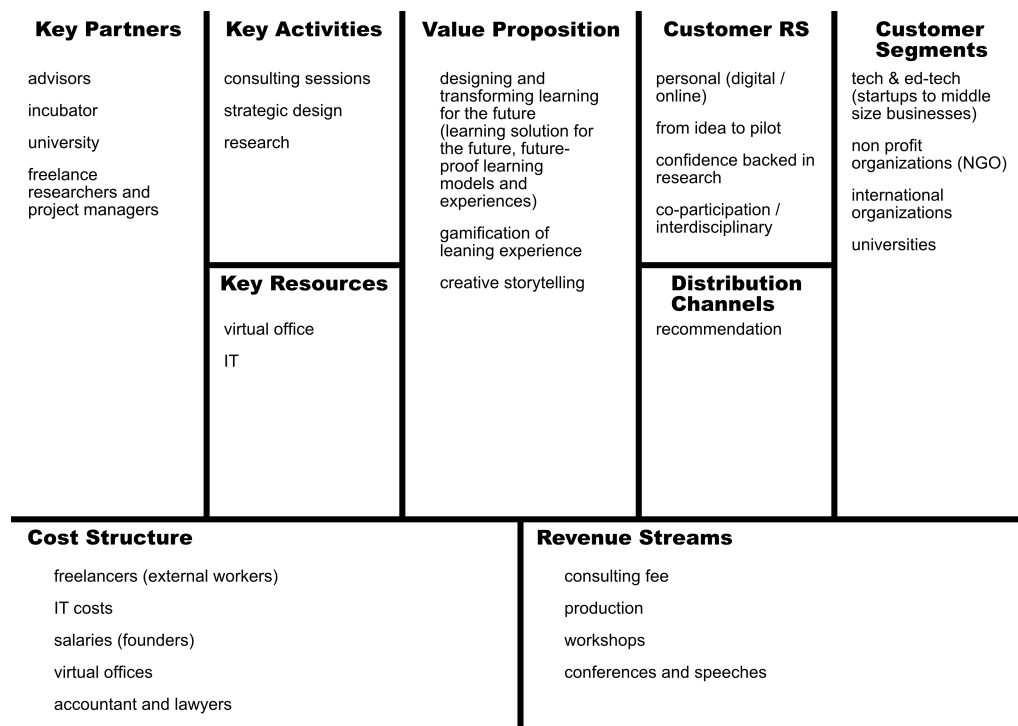 Key Partners
advisors
incubator
university
freelance
researchers and
project managers
Key Activities
consulting sessions
strategic design
research
Key Resources
virtual office
IT
Value Proposition
designing and
transforming learning
for the future
(learning solution for
the future, future-
proof learning
models and
experiences)
gamification of
leaning experience
creative storytelling
Customer RS
personal (digital /
online)
from idea to pilot
confidence backed in
research
co-participation /
interdisciplinary
Distribution
Channels
recommendation
Customer
Segments
tech & ed-tech
(startups to middle
size businesses)
non profit
organizations (NGO)
international
organizations
universities
Cost Structure
freelancers (external workers)
IT costs
salaries (founders)
virtual offices
accountant and lawyers
Revenue Streams
consulting fee
production
workshops
conferences and speeches